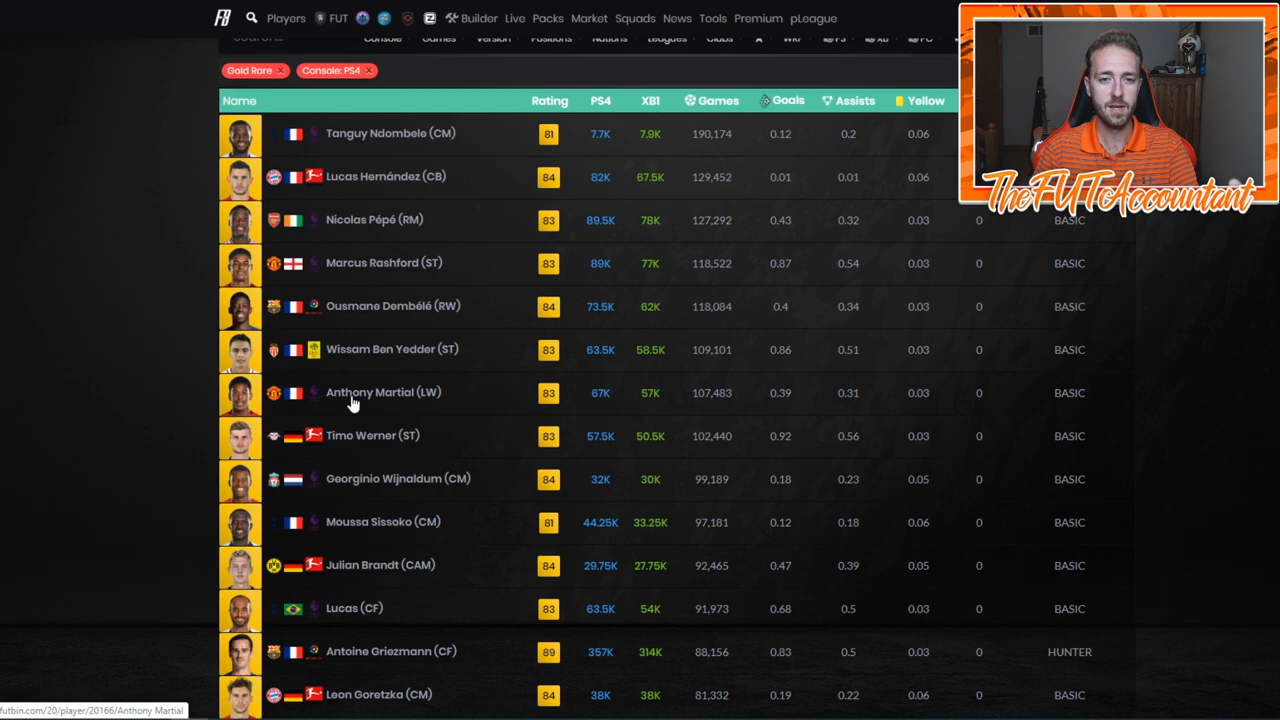 FB Players FUT Z Builder Live Packs Market Squads News Tools Premium pLeague
Console Games Version Positions Nations Leagues Clubs
Gold Rare × Console: PS4 ×
Name Rating PS4 XB1 Games Goals Assists Yellow
Tanguy Ndombele (CM) 81 7.7K 7.9K 190,174 0.12 0.2 0.06
Lucas Hernández (CB) 84 82K 67.5K 129,452 0.01 0.01 0.06
Nicolas Pépé (RM) 83 89.5K 78K 127,292 0.43 0.32 0.03 0 BASIC
Marcus Rashford (ST) 83 89K 77K 118,522 0.87 0.54 0.03 0 BASIC
Ousmane Dembélé (RW) 84 73.5K 62K 118,084 0.4 0.34 0.03 0 BASIC
Wissam Ben Yedder (ST) 83 63.5K 58.5K 109,101 0.86 0.51 0.03 0 BASIC
Anthony Martial (LW) 83 67K 57K 107,483 0.39 0.31 0.03 0 BASIC
Timo Werner (ST) 83 57.5K 50.5K 102,440 0.92 0.56 0.03 0 BASIC
Georginio Wijnaldum (CM) 84 32K 30K 99,189 0.18 0.23 0.05 0 BASIC
Moussa Sissoko (CM) 81 44.25K 33.25K 97,181 0.12 0.18 0.06 0 BASIC
Julian Brandt (CAM) 84 29.75K 27.75K 92,465 0.47 0.39 0.05 0 BASIC
Lucas (CF) 83 63.5K 54K 91,973 0.68 0.5 0.03 0 BASIC
Antoine Griezmann (CF) 89 357K 314K 88,156 0.83 0.5 0.03 0 HUNTER
Leon Goretzka (CM) 84 38K 38K 81,332 0.19 0.22 0.06 0 BASIC
futbin.com/20/player/20166/Anthony Martial
TheFUTAccountant